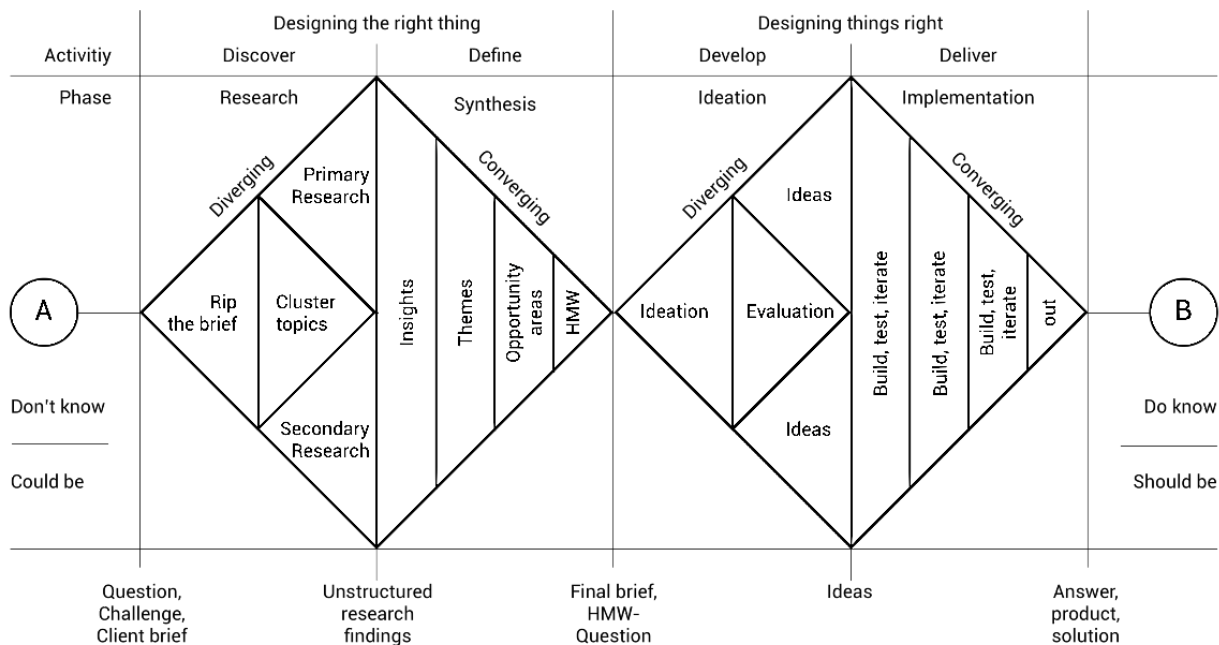 Designing the right thing
Designing things right
Activitiy
Discover
Define
Develop
Deliver
Phase
Research
Synthesis
Ideation
Implementation
Diverging
Converging
Diverging
Converging
Primary
Research
Ideas
A
Rip
the brief
Cluster
topics
Insights
Themes
Opportunity
areas
HMW
Ideation
Evaluation
Build, test, iterate
Build, test, iterate
Build, test,
iterate
out
B
Don't know
Could be
Secondary
Research
Ideas
Do know
Should be
Question,
Challenge,
Client brief
Unstructured
research
findings
Final brief,
HMW-
Question
Ideas
Answer,
product,
solution